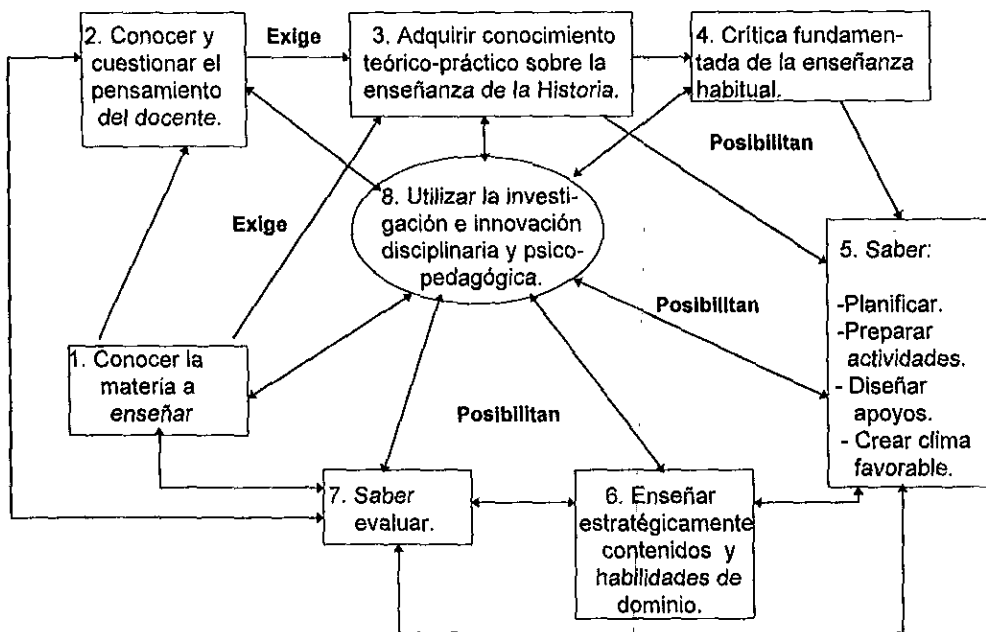 2. Conocer y
cuestionar el
pensamiento
del docente.
Exige
3. Adquirir conocimiento
teórico-práctico sobre la
enseñanza de la Historia.
4. Crítica fundamen-
tada de la enseñanza
habitual.
Posibilitan
8. Utilizar la investi-
gación e innovación
disciplinaria y psico-
pedagógica.
Exige
5. Saber:
-Planificar.
-Preparar
actividades.
- Diseñar
apoyos.
- Crear clima
favorable.
Posibilitan
1. Conocer la
materia a
enseñar
Posibilitan
7. Saber
evaluar.
6. Enseñar
estratégicamente
contenidos y
habilidades de
dominio.